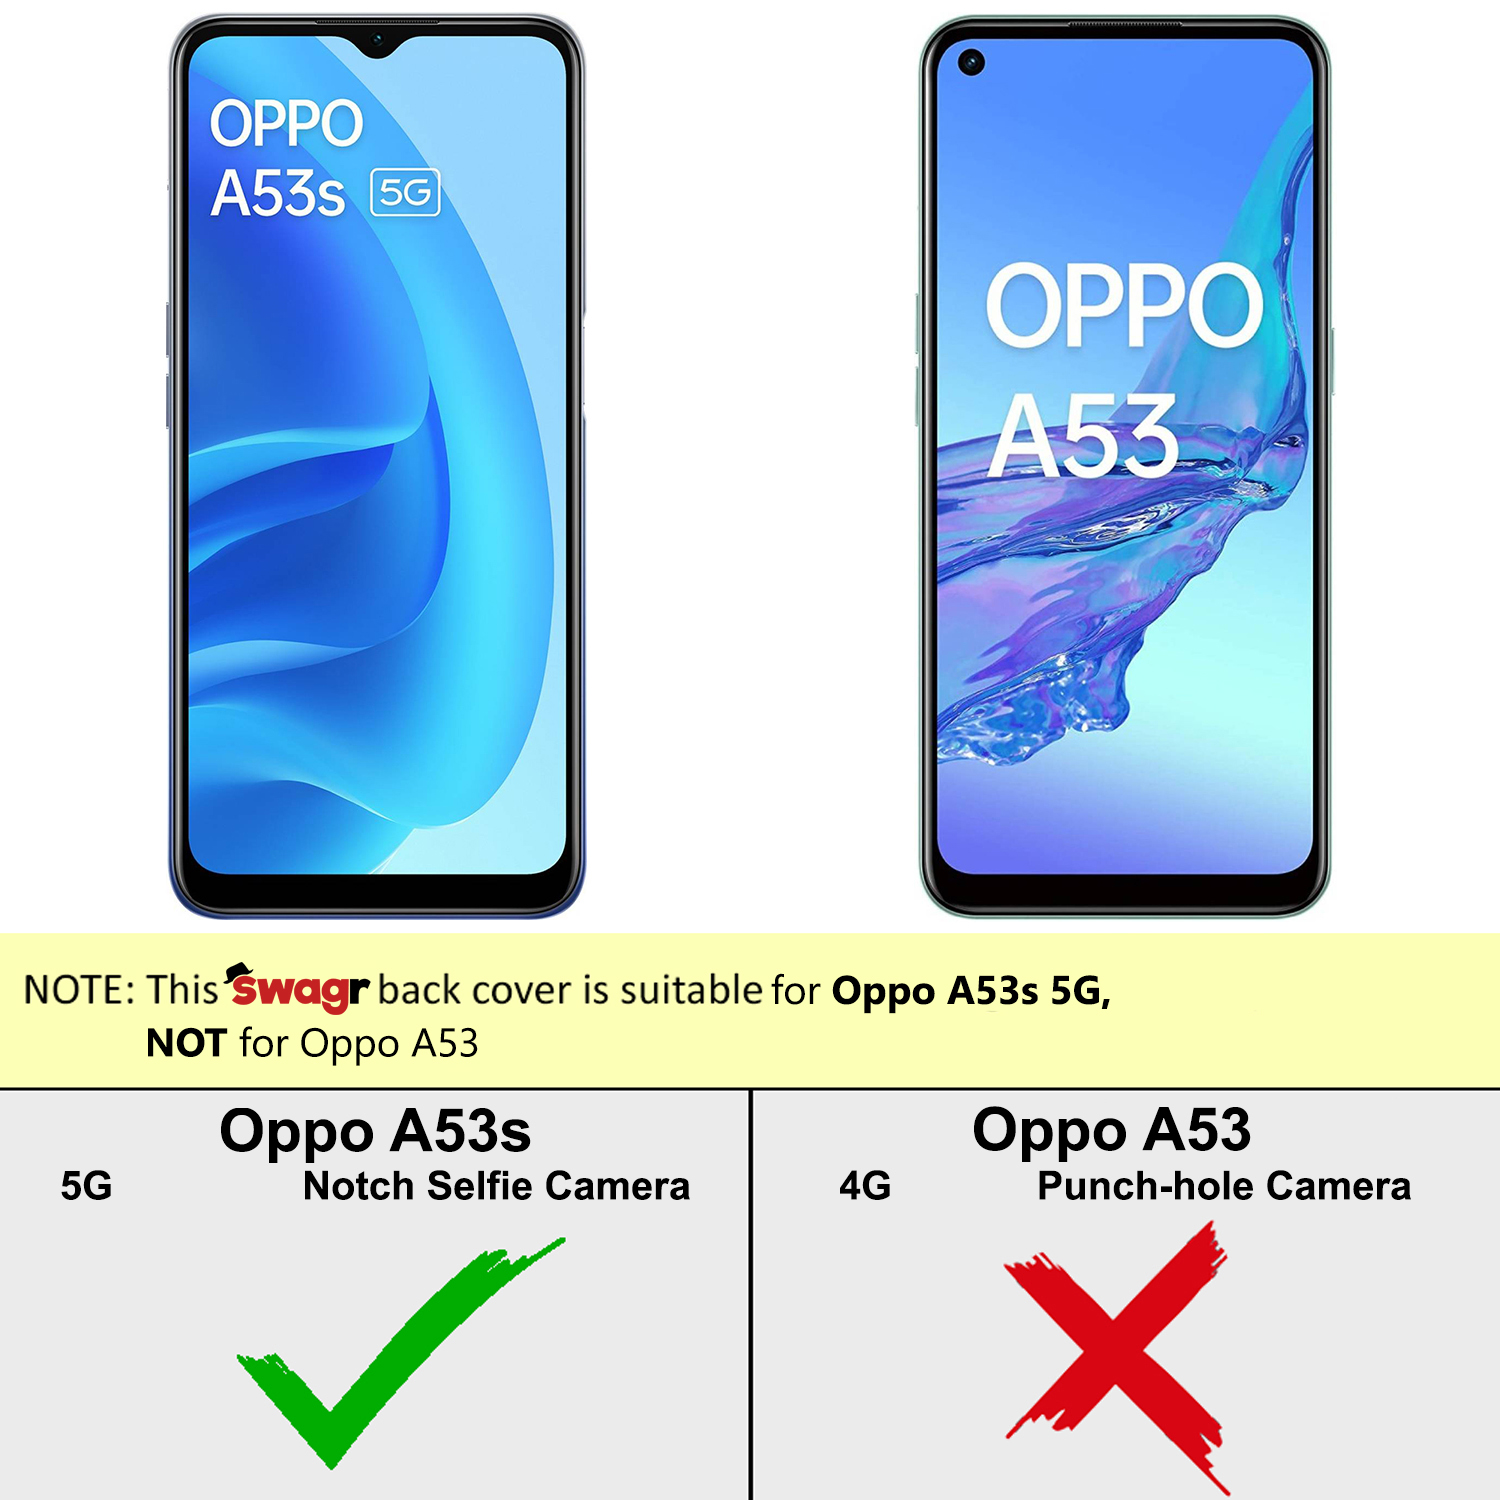 OPPO
A53s 5G
OPPO
A53
NOTE: This Swagr back cover is suitable for Oppo A53s 5G,
NOT for Oppo A53
Oppo A53s
5G Notch Selfie Camera
Oppo A53
4G Punch-hole Camera